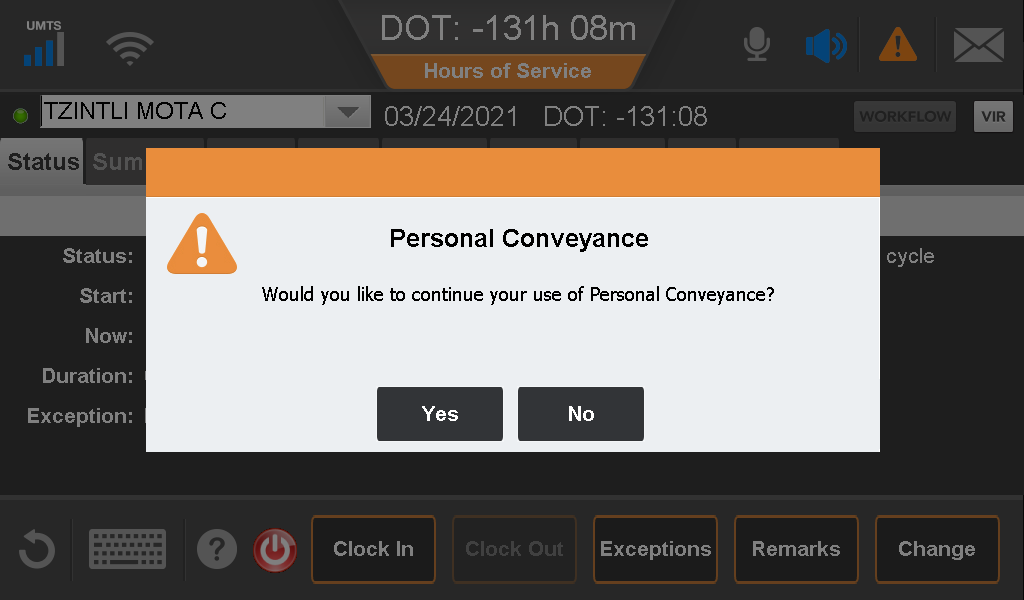 UMTS
DOT: -131h 08m
Hours of Service
TZINTLI MOTA C
03/24/2021
DOT: -131:08
WORKFLOW
VIR
Status
Sum
Personal Conveyance
Would you like to continue your use of Personal Conveyance?
Yes
No
Status:
cycle
Start:
Now:
Duration:
Exception:
?
Clock In
Clock Out
Exceptions
Remarks
Change